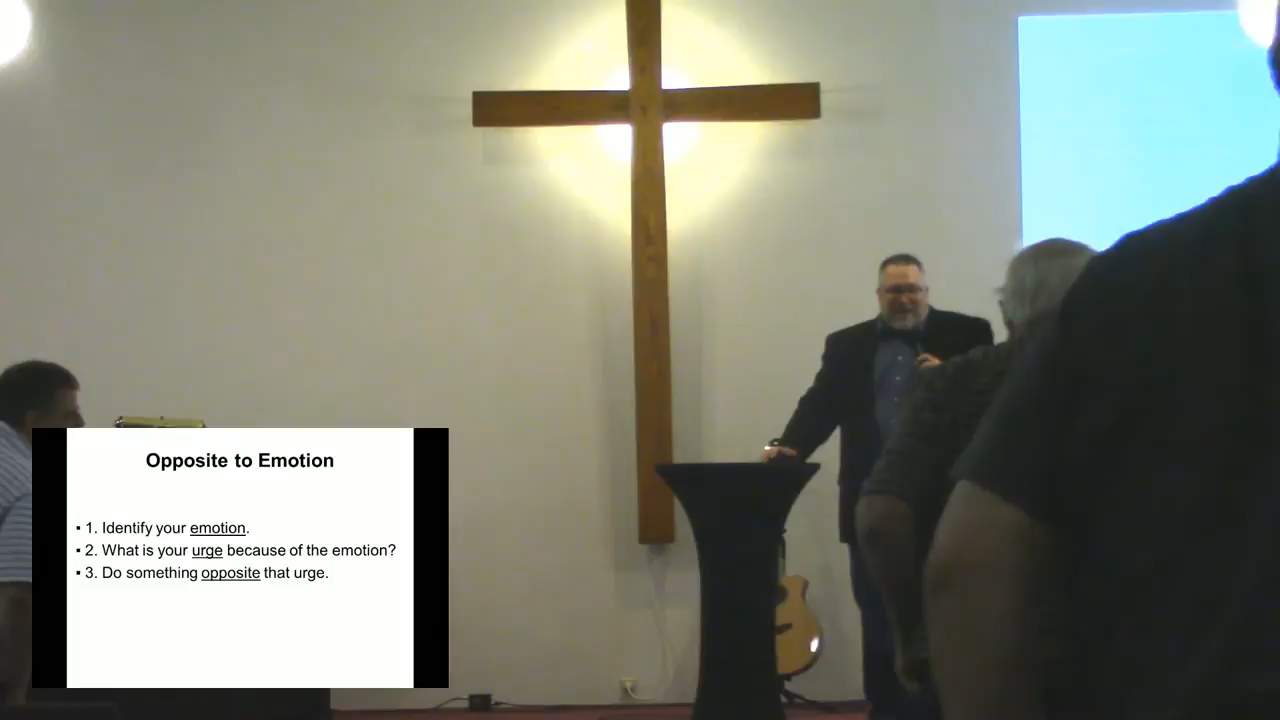 Opposite to Emotion
▪ 1. Identify your emotion.
▪ 2. What is your urge because of the emotion?
▪ 3. Do something opposite that urge.